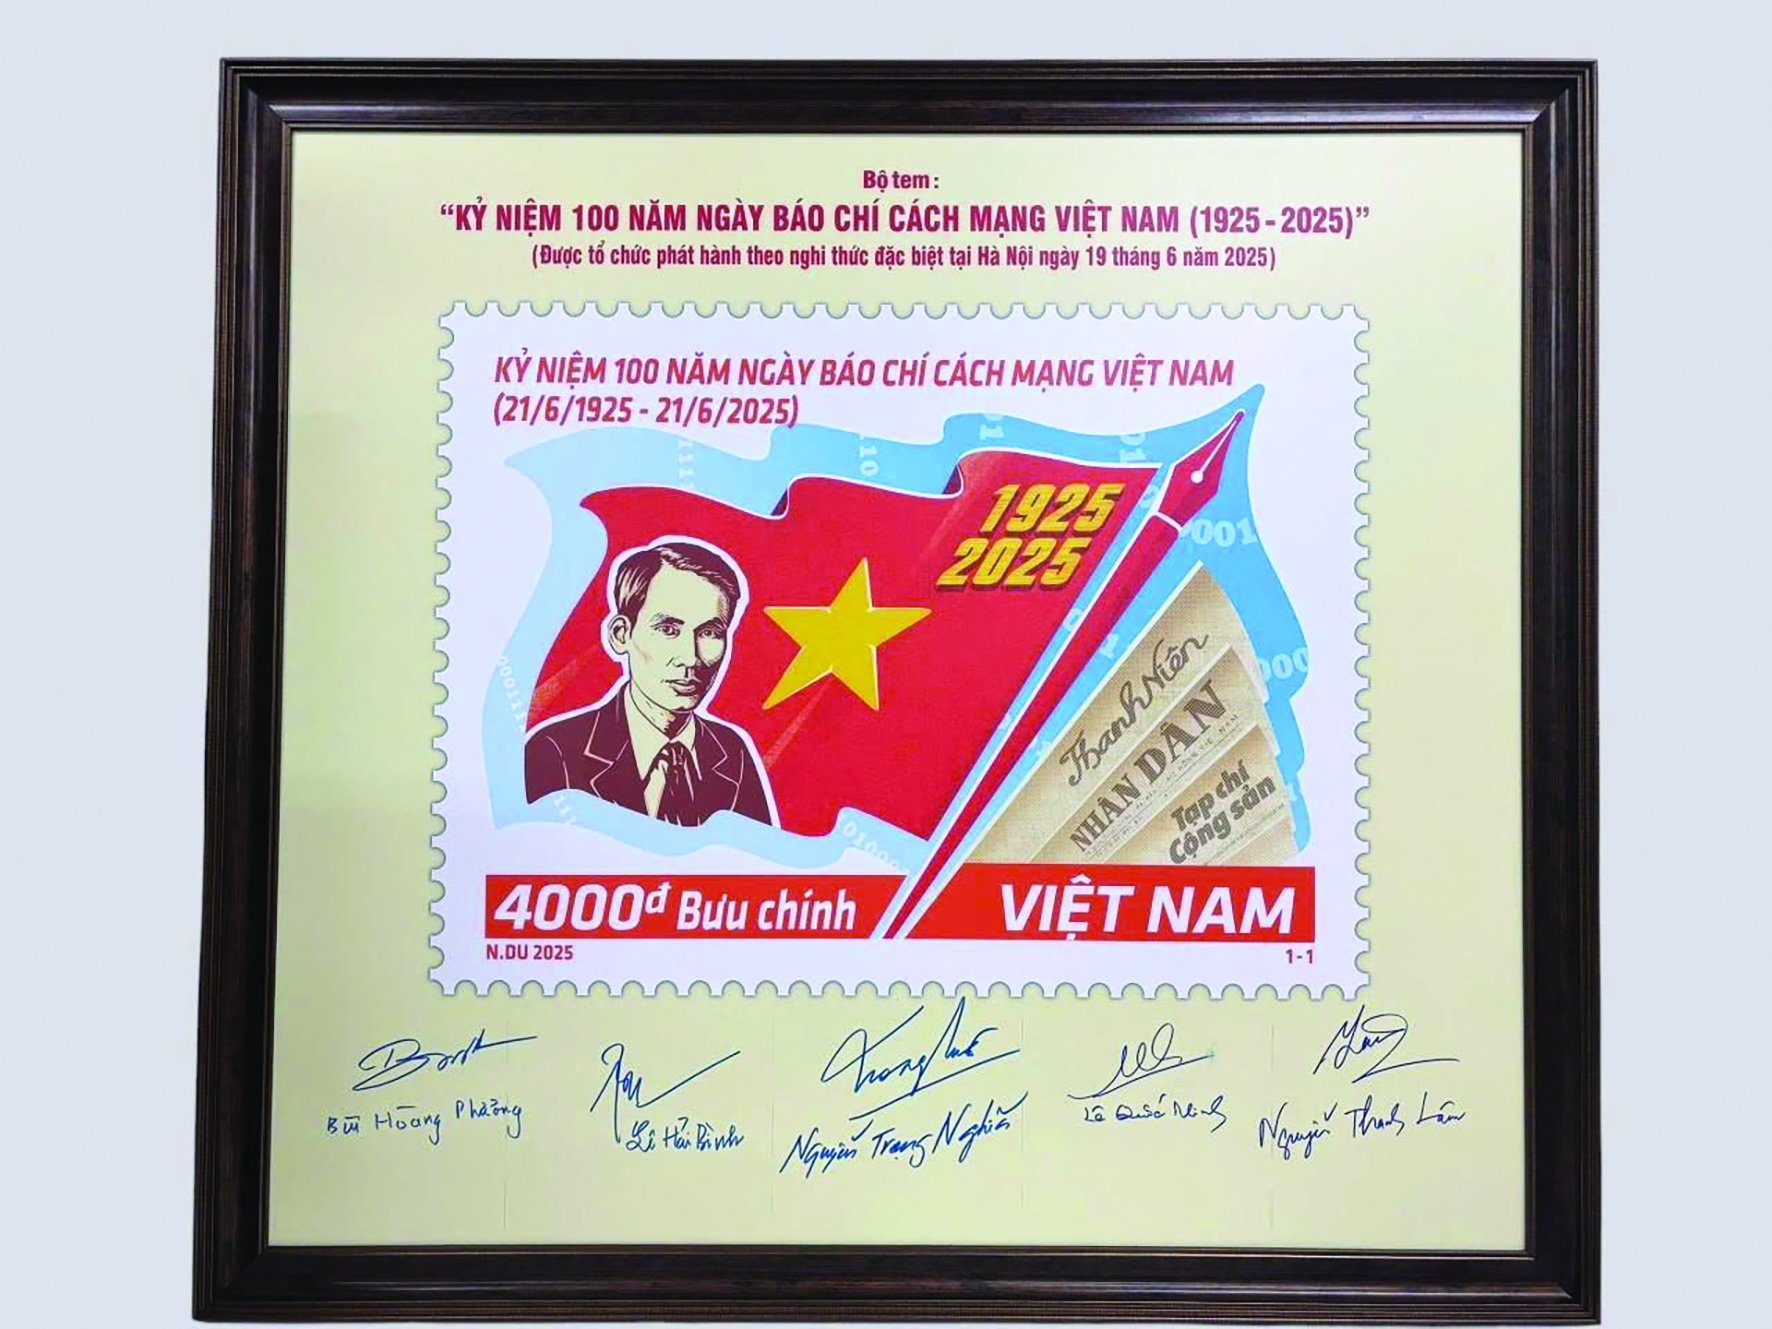 Bộ tem:
“KỶ NIỆM 100 NĂM NGÀY BÁO CHÍ CÁCH MẠNG VIỆT NAM (1925-2025)”
(Được tổ chức phát hành theo nghi thức đặc biệt tại Hà Nội ngày 19 tháng 6 năm 2025)
KỶ NIỆM 100 NĂM NGÀY BÁO CHÍ CÁCH MẠNG VIỆT NAM
(21/6/1925 - 21/6/2025)
1925
2025
Thanh Niên
NHÂN DÂN
Tạp chí
Cộng sản
4000đ Bưu chính
VIỆT NAM
N.DU 2025
1-1
Bùi Hoàng Phương
Lê Hải Bình
Nguyễn Trọng Nghĩa
Lê Quốc Minh
Nguyễn Thanh Lâm